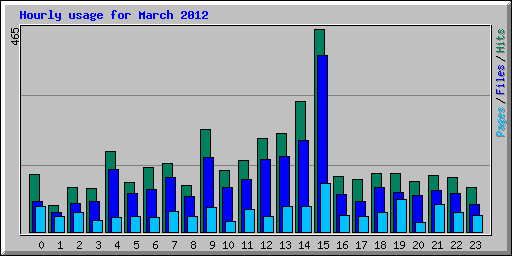 Hourly usage for March 2012
465
Pages / Files / Hits
0 1 2 3 4 5 6 7 8 9 10 11 12 13 14 15 16 17 18 19 20 21 22 23